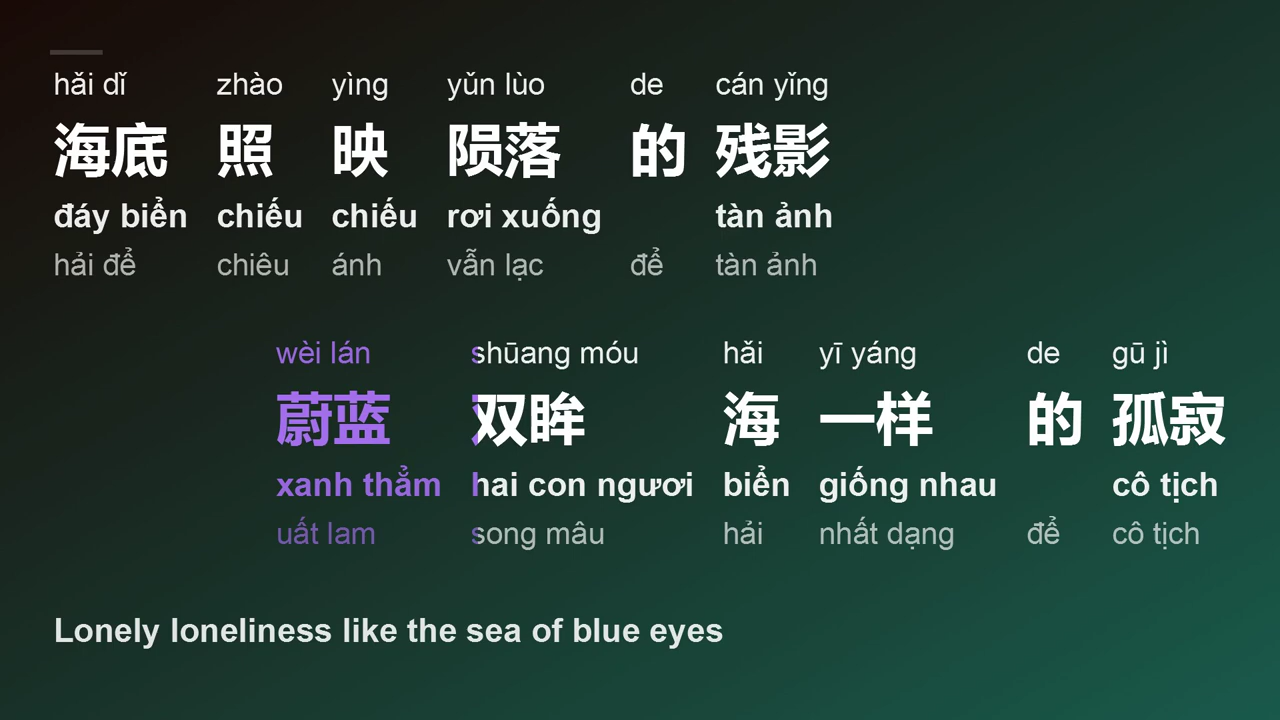 hǎi dǐ zhào yìng yǔn lùo de cán yǐng
海底 照 映 陨落 的 残影
đáy biển chiếu chiếu rơi xuống tàn ảnh
hải để chiêu ánh vẫn lạc để tàn ảnh
wèi lán shūang móu hǎi yī yáng de gū jì
蔚蓝 双眸 海 一样 的 孤寂
xanh thẳm hai con ngươi biển giống nhau cô tịch
uất lam song mâu hải nhất dạng để cô tịch
Lonely loneliness like the sea of blue eyes